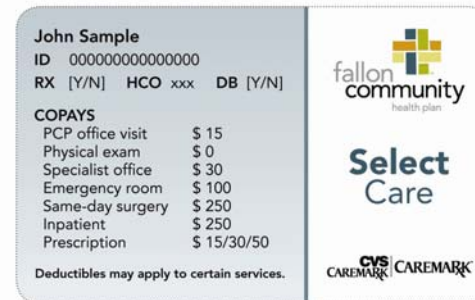 John Sample
ID 000000000000000
RX [Y/N] HCO xxx DB [Y/N]
COPAYS
PCP office visit $ 15
Physical exam $ 0
Specialist office $ 30
Emergency room $ 100
Same-day surgery $ 250
Inpatient $ 250
Prescription $ 15/30/50
Deductibles may apply to certain services.
fallon
community
health plan
Select
Care
CVS
CAREMARK CAREMARK